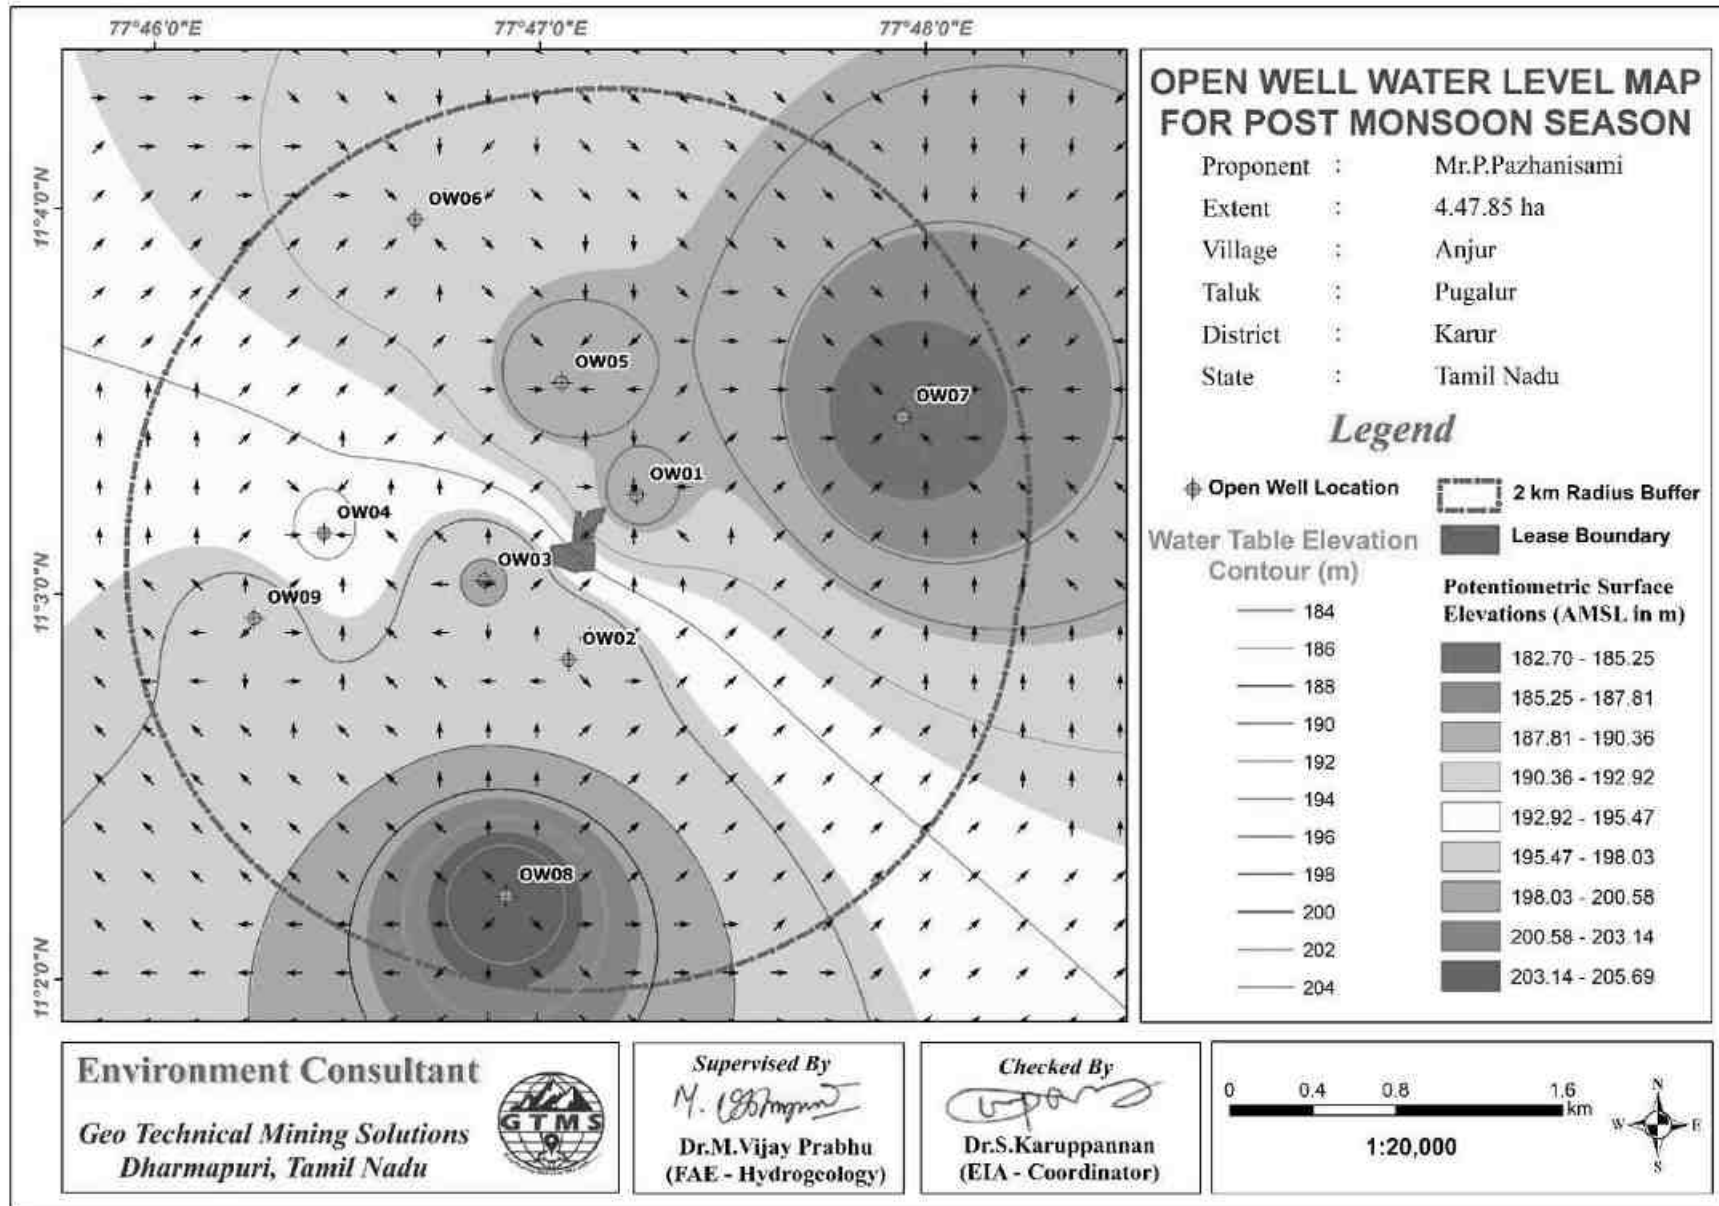 77°46'0"E
77°47'0"E
77°48'0"E
11°4'0"N
11°3'0"N
11°2'0"N
OW06
OW05
OW07
OW01
OW04
OW03
OW09
OW02
OW08
OPEN WELL WATER LEVEL MAP
FOR POST MONSOON SEASON
Proponent : Mr.P.Pazhanisami
Extent : 4.47.85 ha
Village : Anjur
Taluk : Pugalur
District : Karur
State : Tamil Nadu
Legend
Open Well Location
2 km Radius Buffer
Lease Boundary
Water Table Elevation
Contour (m)
184
186
188
190
192
194
196
198
200
202
204
Potentiometric Surface
Elevations (AMSL in m)
182.70 - 185.25
185.25 - 187.81
187.81 - 190.36
190.36 - 192.92
192.92 - 195.47
195.47 - 198.03
198.03 - 200.58
200.58 - 203.14
203.14 - 205.69
Environment Consultant
Geo Technical Mining Solutions
Dharmapuri, Tamil Nadu
GTMS
Supervised By
Dr.M.Vijay Prabhu
(FAE - Hydrogeology)
Checked By
Dr.S.Karuppannan
(EIA - Coordinator)
0 0.4 0.8 1.6
km
1:20,000
N
W E
S